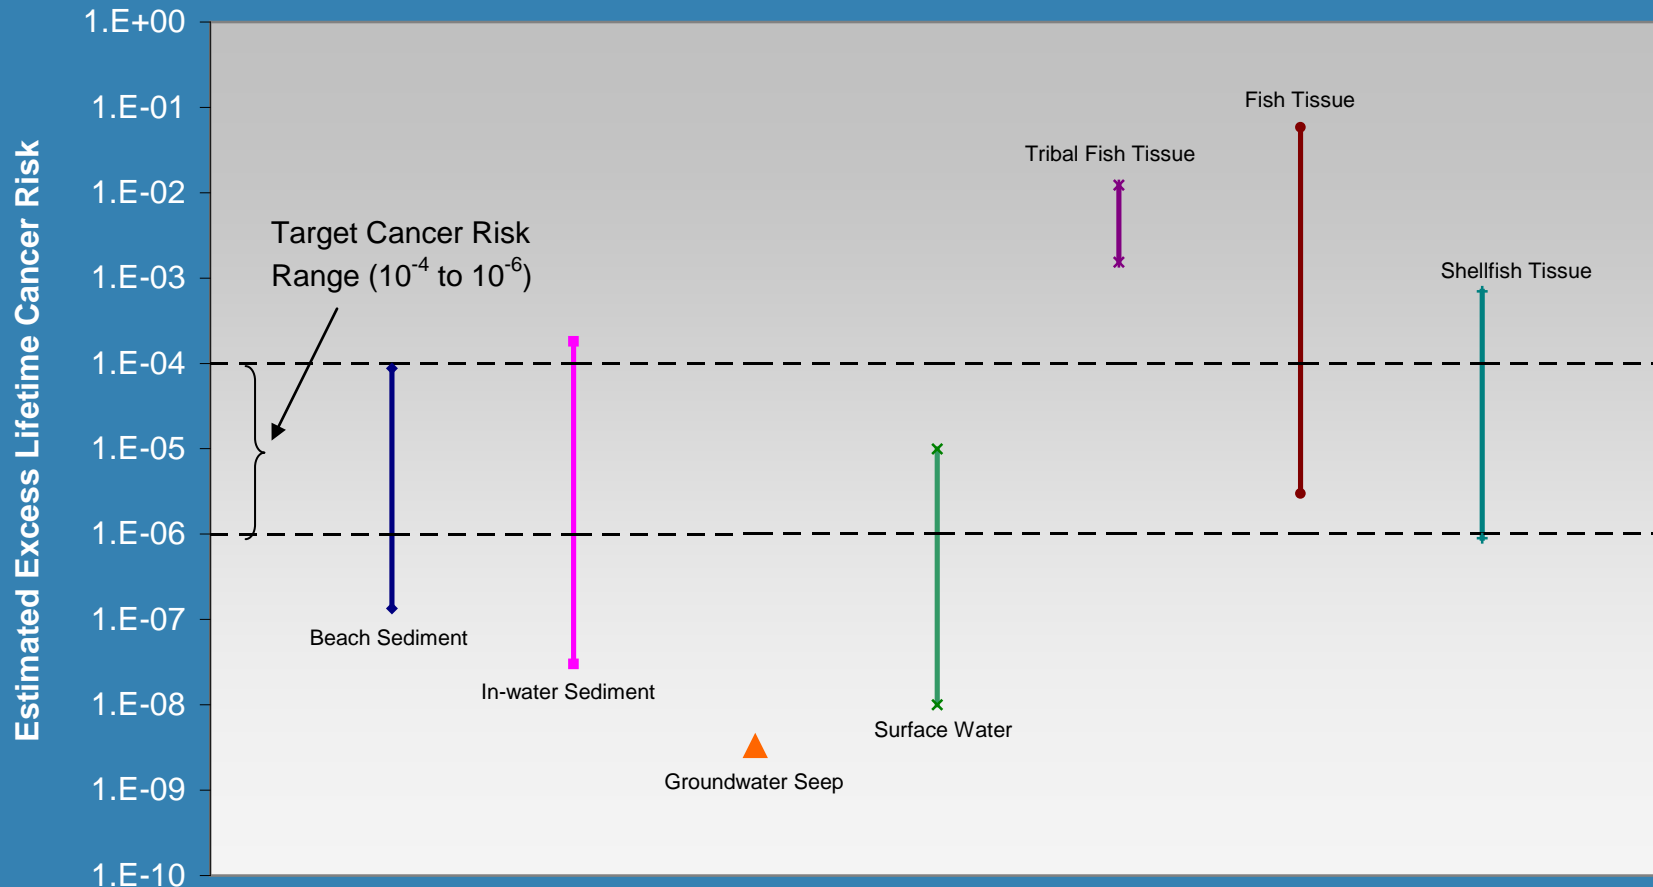 Estimated Excess Lifetime Cancer Risk
1.E+00
1.E-01
1.E-02
1.E-03
1.E-04
1.E-05
1.E-06
1.E-07
1.E-08
1.E-09
1.E-10
Target Cancer Risk
Range (10⁻⁴ to 10⁻⁶)
Fish Tissue
Tribal Fish Tissue
Shellfish Tissue
Beach Sediment
In-water Sediment
Surface Water
Groundwater Seep